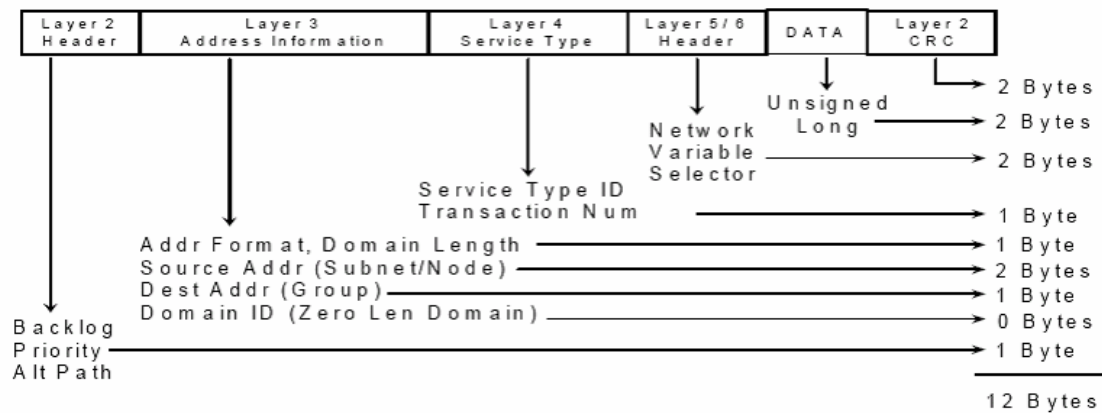 Layer 2
Header
Layer 3
Address Information
Layer 4
Service Type
Layer 5/6
Header
DATA
Layer 2
CRC
2 Bytes
Unsigned
Long
2 Bytes
Network
Variable
Selector
2 Bytes
Service Type ID
Transaction Num
1 Byte
Addr Format, Domain Length
1 Byte
Source Addr (Subnet/Node)
2 Bytes
Dest Addr (Group)
1 Byte
Domain ID (Zero Len Domain)
0 Bytes
Backlog
Priority
Alt Path
1 Byte
12 Bytes